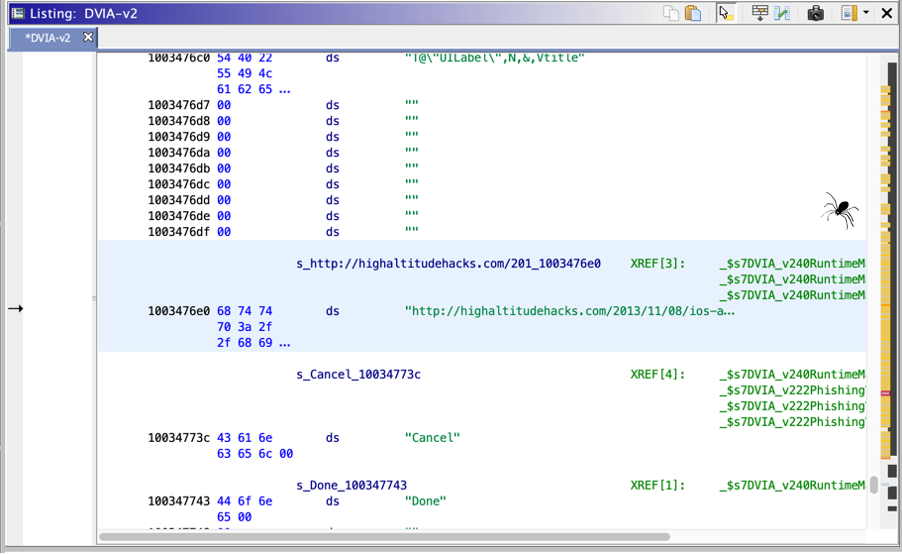 Listing: DVIA-v2
*DVIA-v2
1003476c0 54 40 22 ds "T@\"UILabel\",N,&,Vtitle"
55 49 4c
61 62 65 ...
1003476d7 00 ds ""
1003476d8 00 ds ""
1003476d9 00 ds ""
1003476da 00 ds ""
1003476db 00 ds ""
1003476dc 00 ds ""
1003476dd 00 ds ""
1003476de 00 ds ""
1003476df 00 ds ""
s_http://highaltitudehacks.com/201_1003476e0 XREF[3]: _$s7DVIA_v240RuntimeM
_$s7DVIA_v240RuntimeM
_$s7DVIA_v240RuntimeM
1003476e0 68 74 74 ds "http://highaltitudehacks.com/2013/11/08/ios-a...
70 3a 2f
2f 68 69 ...
s_Cancel_10034773c XREF[4]: _$s7DVIA_v240RuntimeM
_$s7DVIA_v222Phishing
_$s7DVIA_v222Phishing
_$s7DVIA_v222Phishing
10034773c 43 61 6e ds "Cancel"
63 65 6c 00
s_Done_100347743 XREF[1]: _$s7DVIA_v240RuntimeM
100347743 44 6f 6e ds "Done"
65 00